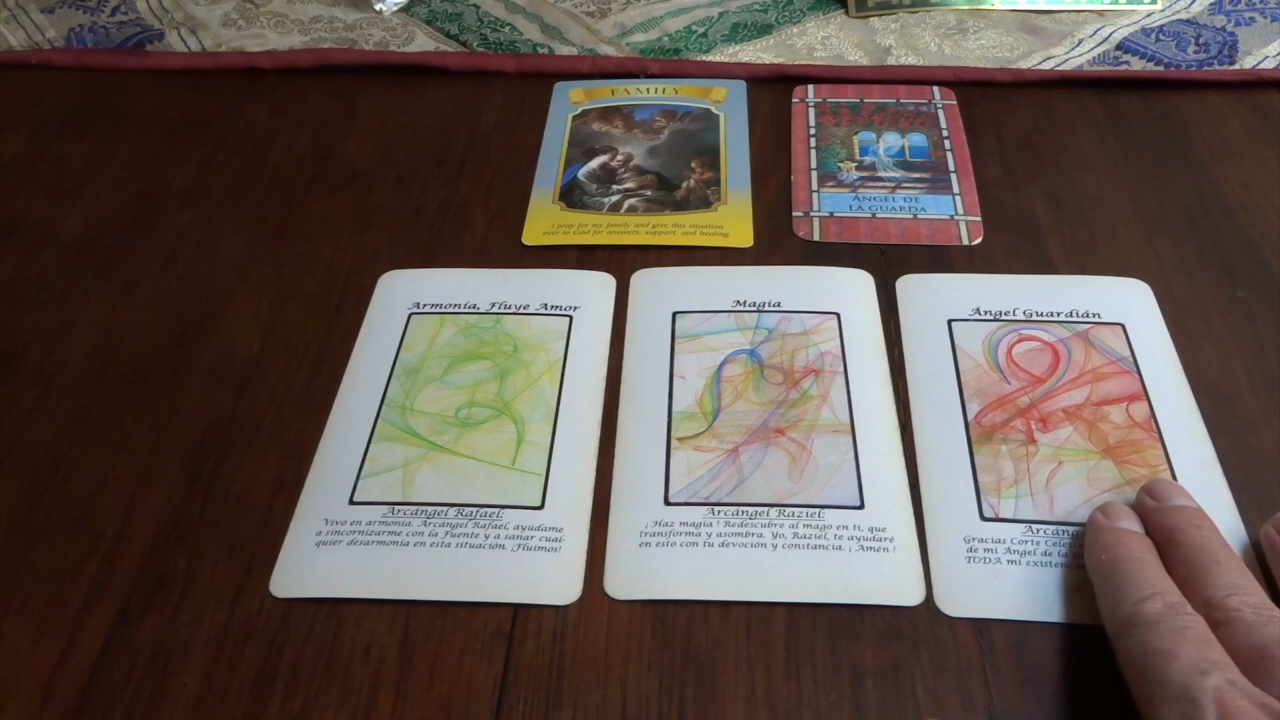 FAMILY
I pray for my family and give this situation
over to God for answers, support, and healing.
ÁNGEL DE
LA GUARDA
Armonía, Fluye Amor
Arcángel Rafael:
Vivo en armonía. Arcángel Rafael, ayúdame
a sincornizarme con la Fuente y a sanar cual-
quier desarmonía en esta situación. ¡Fluimos!
Magia
Arcángel Raziel:
¡ Haz magia ! Redescubre al mago en ti, que
transforma y asombra. Yo, Raziel, te ayudaré
en esto con tu devoción y constancia. ¡ Amén !
Ángel Guardián
Gracias Corte
de mi Ángel de la
TODA mi